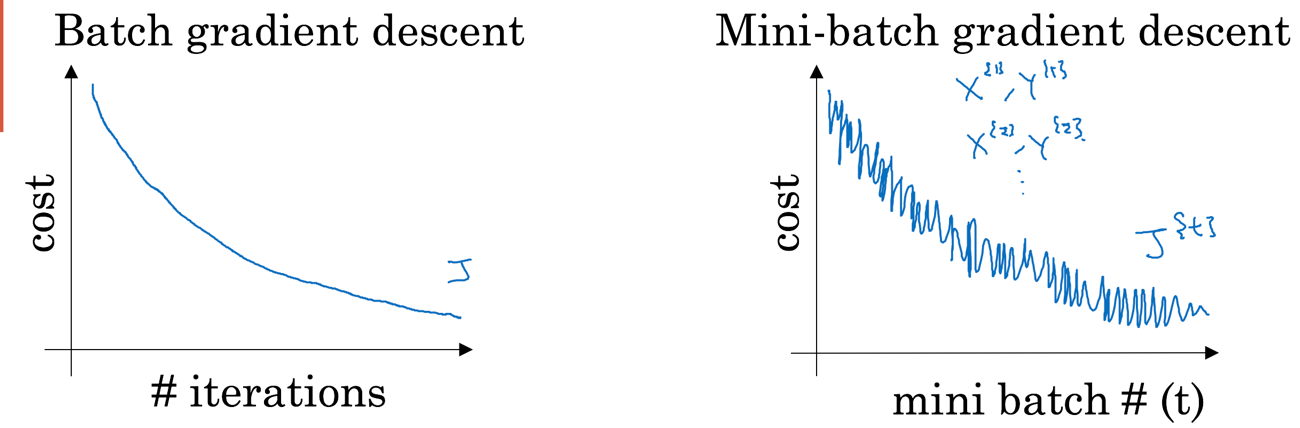 Batch gradient descent
cost
J
# iterations
Mini-batch gradient descent
X^{1}, Y^{1}
X^{2}, Y^{2}
⋮
cost
J^{t}
mini batch # (t)